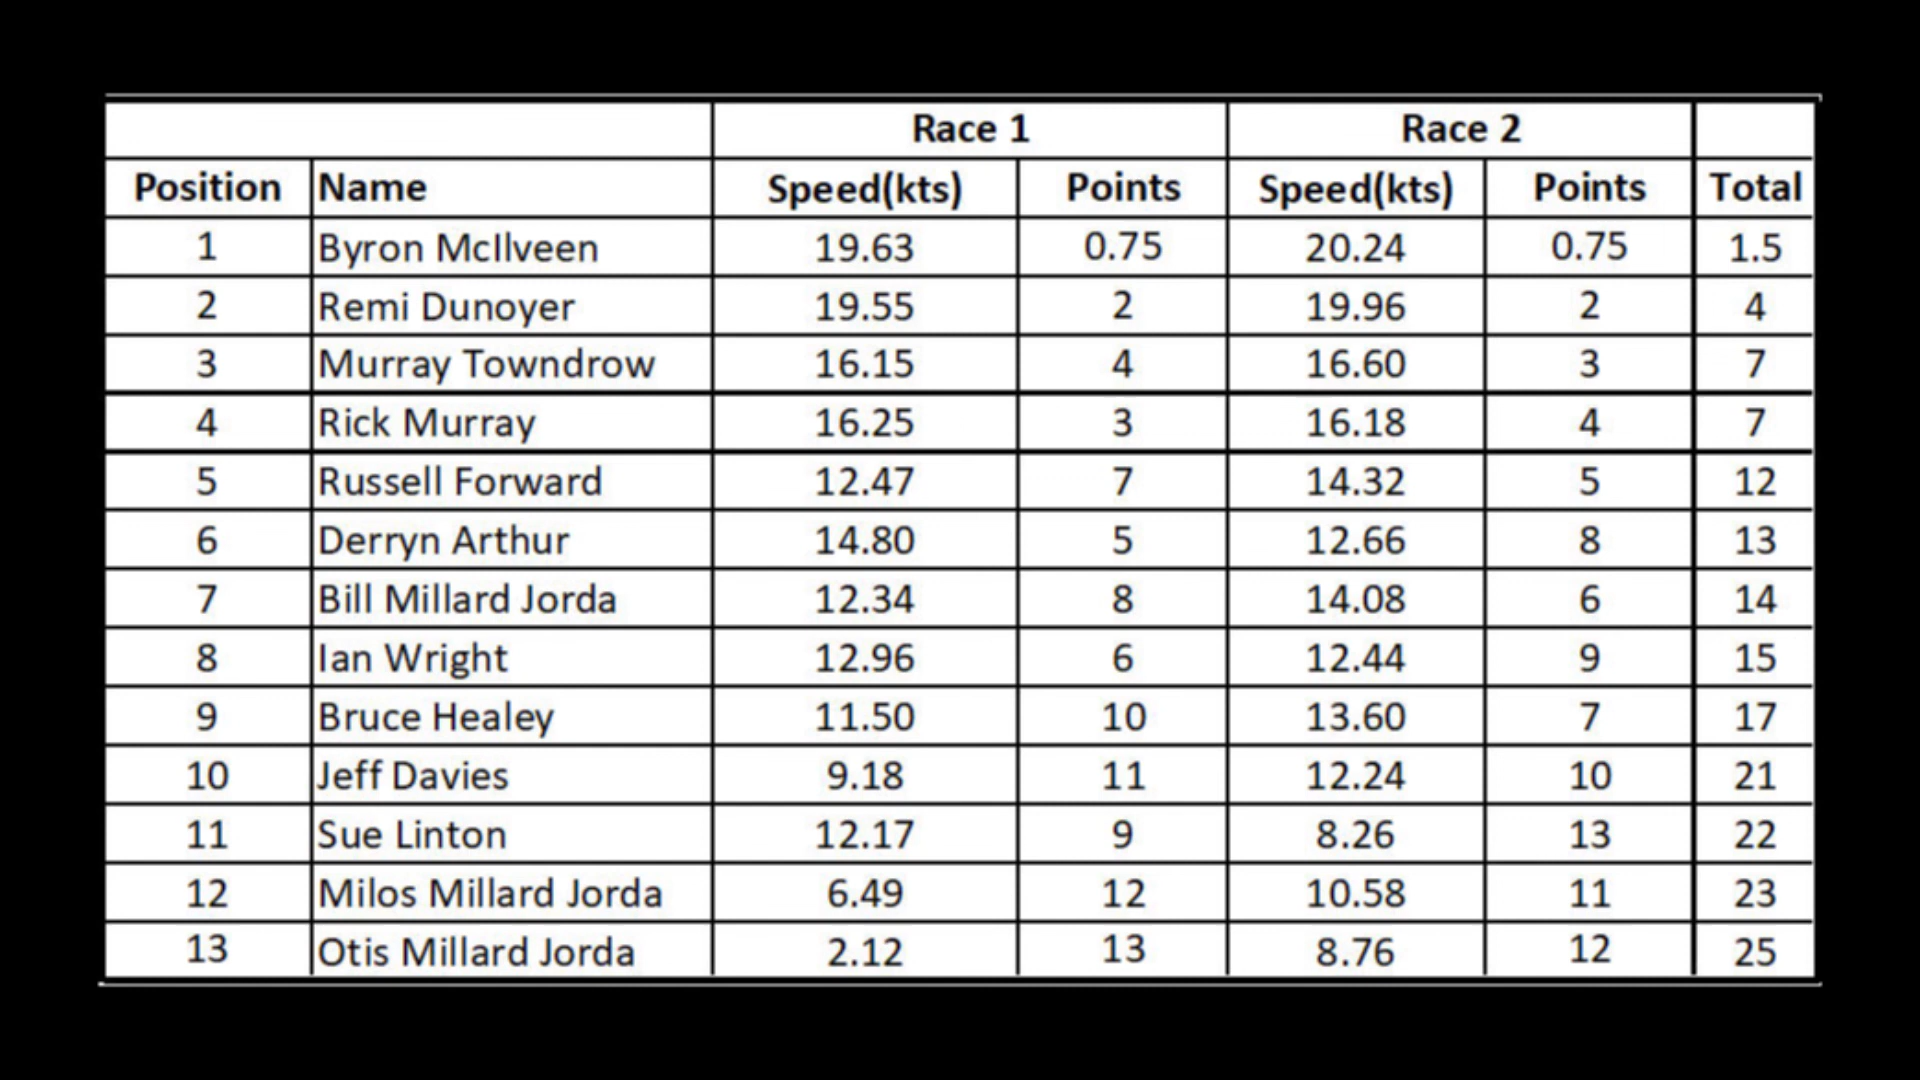 Race 1 Race 2
Position Name Speed(kts) Points Speed(kts) Points Total
1 Byron McIlveen 19.63 0.75 20.24 0.75 1.5
2 Remi Dunoyer 19.55 2 19.96 2 4
3 Murray Towndrow 16.15 4 16.60 3 7
4 Rick Murray 16.25 3 16.18 4 7
5 Russell Forward 12.47 7 14.32 5 12
6 Derryn Arthur 14.80 5 12.66 8 13
7 Bill Millard Jorda 12.34 8 14.08 6 14
8 Ian Wright 12.96 6 12.44 9 15
9 Bruce Healey 11.50 10 13.60 7 17
10 Jeff Davies 9.18 11 12.24 10 21
11 Sue Linton 12.17 9 8.26 13 22
12 Milos Millard Jorda 6.49 12 10.58 11 23
13 Otis Millard Jorda 2.12 13 8.76 12 25